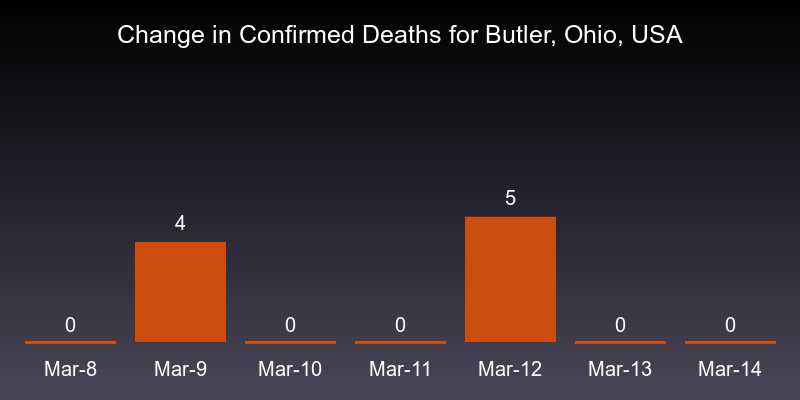 Change in Confirmed Deaths for Butler, Ohio, USA
0 4 0 0 5 0 0
Mar-8 Mar-9 Mar-10 Mar-11 Mar-12 Mar-13 Mar-14